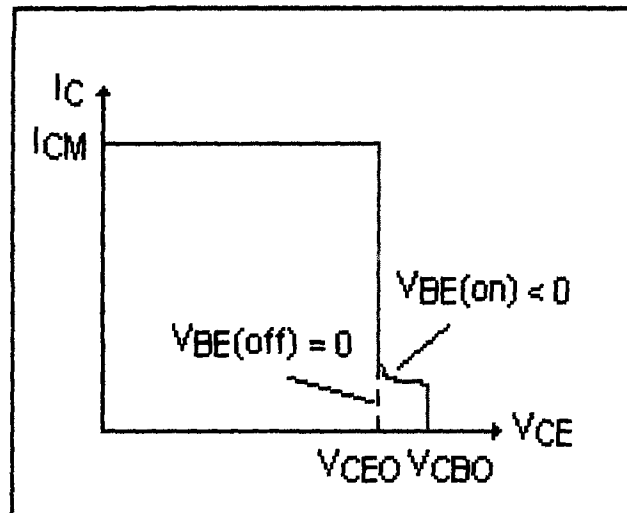 IC
ICM
VBE(on) < 0
VBE(off) = 0
VCE
VCEO VCBO